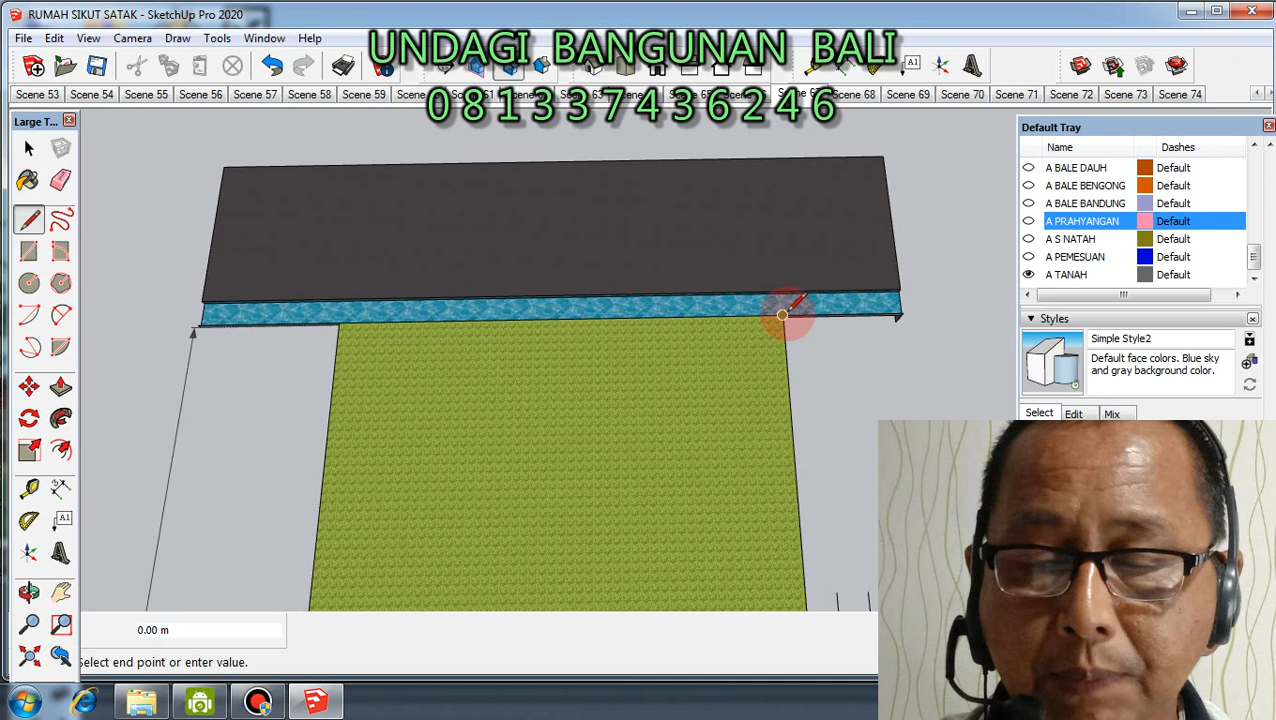 RUMAH SIKUT SATAK - SketchUp Pro 2020
File Edit View Camera Draw Tools Window Help
UNDAGI BANGUNAN BALI
081337436246
Scene 53 Scene 54 Scene 55 Scene 56 Scene 57 Scene 58 Scene 59 Scene 68 Scene 69 Scene 70 Scene 71 Scene 72 Scene 73 Scene 74
Large T...
Default Tray
Name Dashes
A BALE DAUH Default
A BALE BENGONG Default
A BALE BANDUNG Default
A PRAHYANGAN Default
A S NATAH Default
A PEMESUAN Default
A TANAH Default
Styles
Simple Style2
Default face colors. Blue sky
and gray background color.
Select Edit Mix
A1
A1
0.00 m
Select end point or enter value.